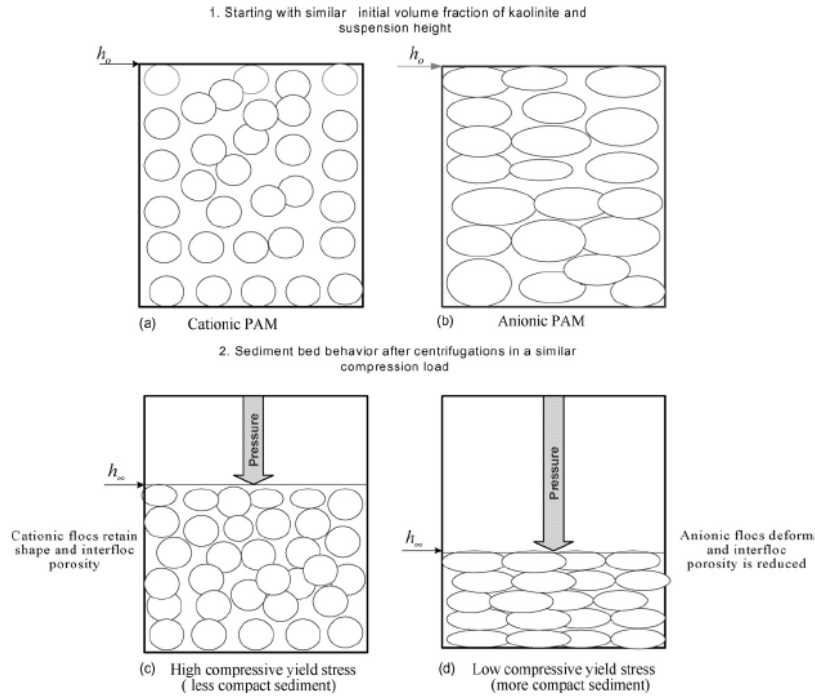 1. Starting with similar initial volume fraction of kaolinite and
suspension height
h₀
h₀
(a) Cationic PAM
(b) Anionic PAM
2. Sediment bed behavior after centrifugations in a similar
compression load
Pressure
Pressure
h∞
h∞
Cationic flocs retain
shape and interfloc
porosity
Anionic flocs deform
and interfloc
porosity is reduced
(c) High compressive yield stress
( less compact sediment)
(d) Low compressive yield stress
(more compact sediment)